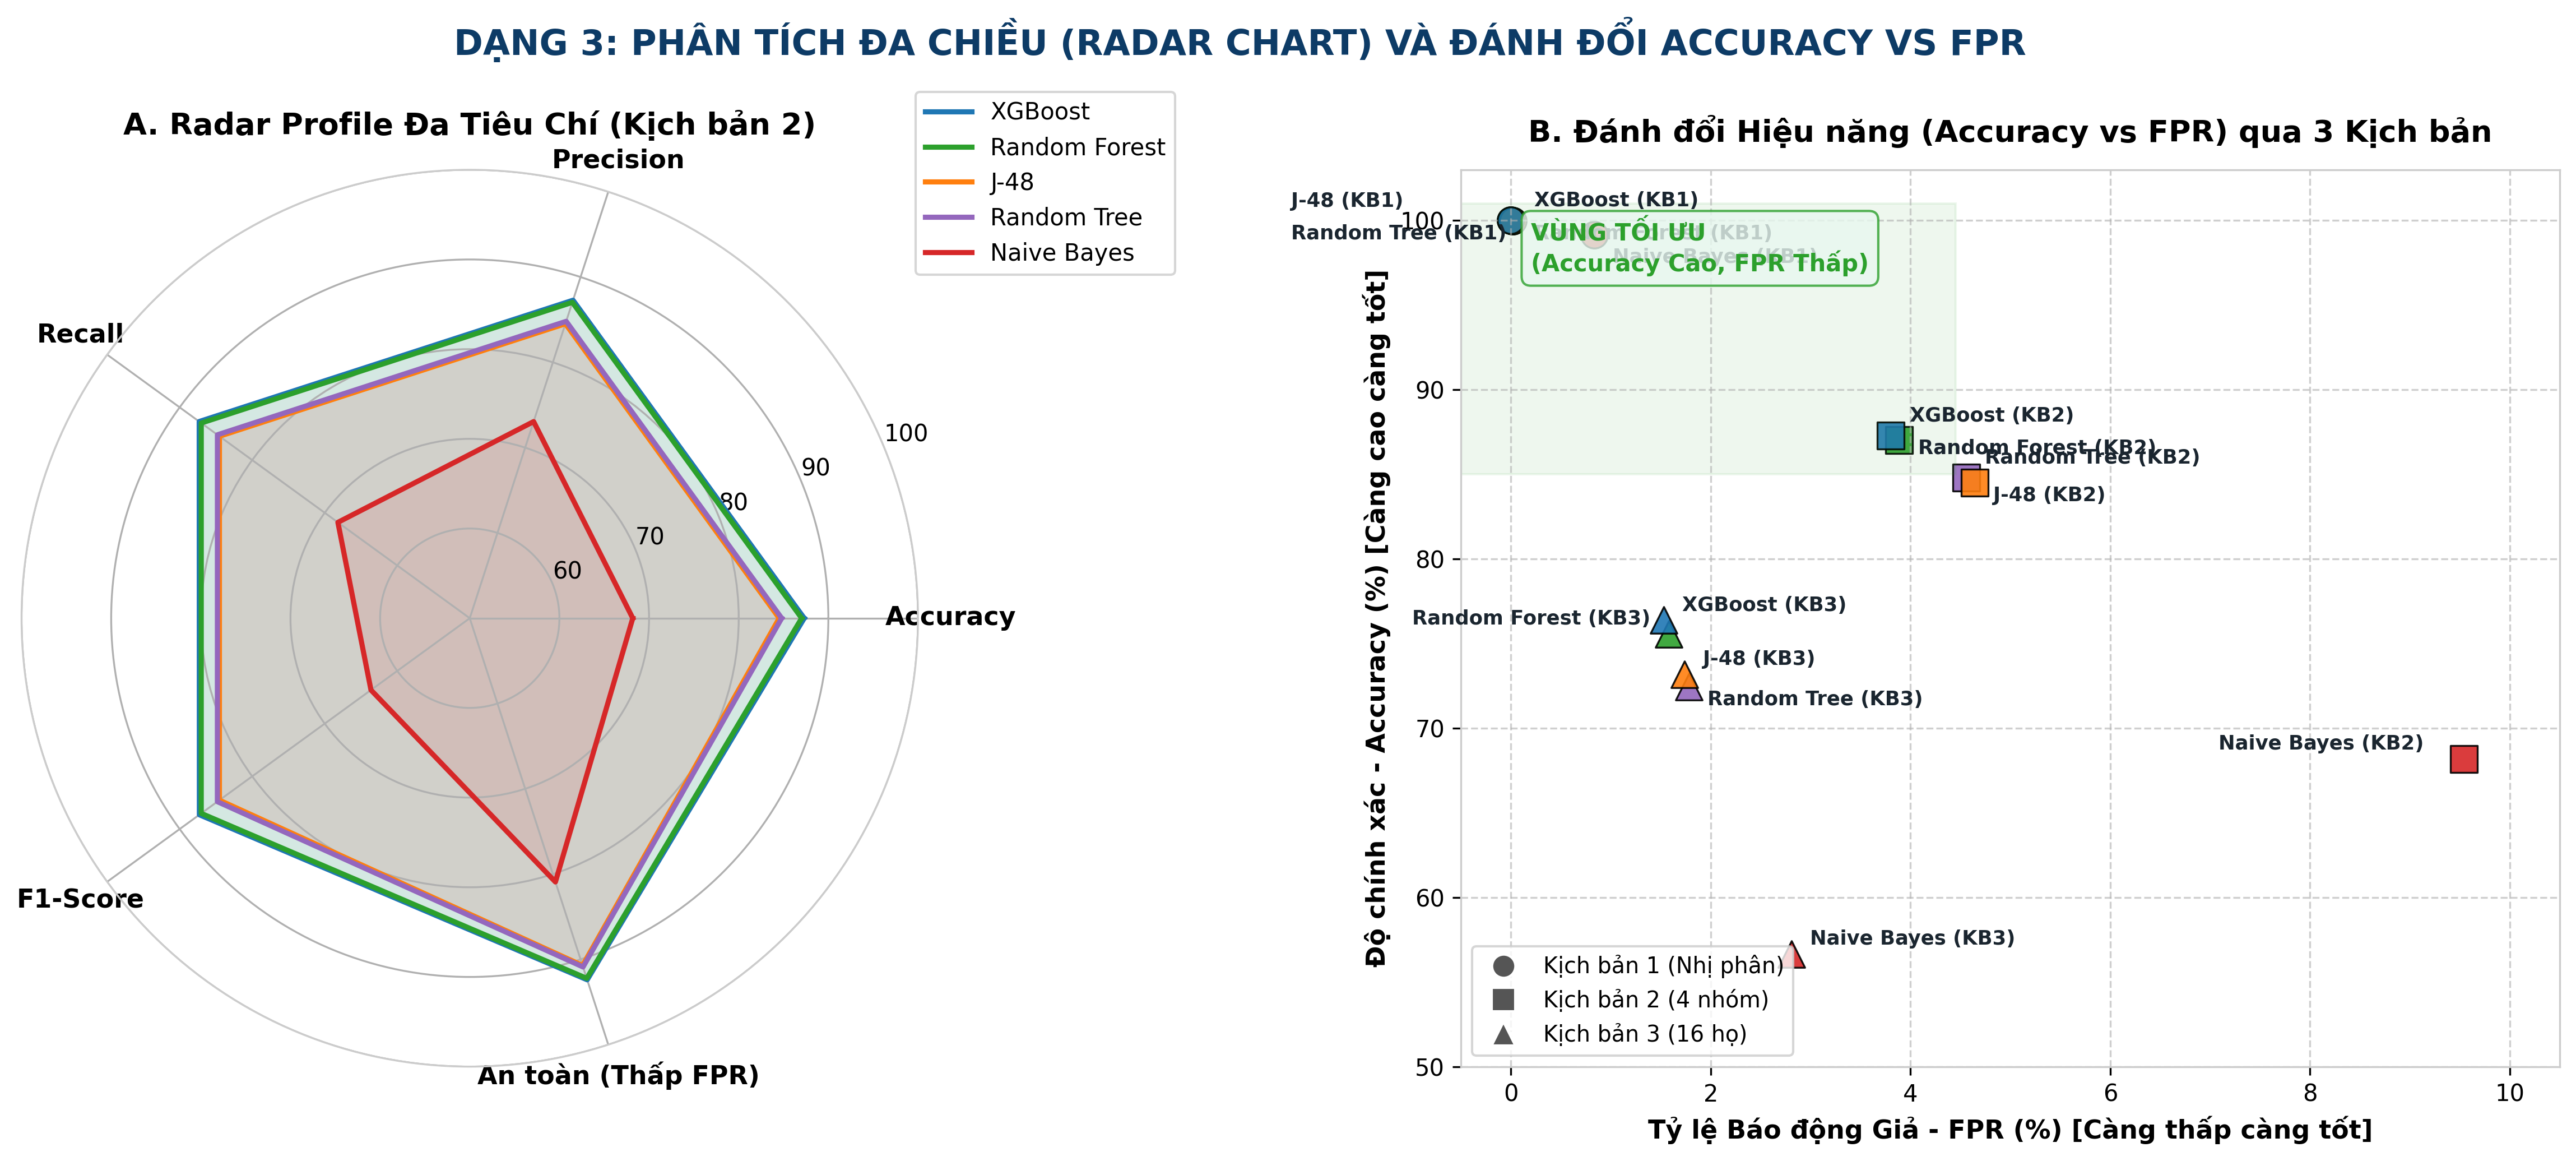 DẠNG 3: PHÂN TÍCH ĐA CHIỀU (RADAR CHART) VÀ ĐÁNH ĐỔI ACCURACY VS FPR
A. Radar Profile Đa Tiêu Chí (Kịch bản 2)
Precision
Recall
Accuracy
F1-Score
An toàn (Thấp FPR)
60
70
80
90
100
XGBoost
Random Forest
J-48
Random Tree
Naive Bayes
B. Đánh đổi Hiệu năng (Accuracy vs FPR) qua 3 Kịch bản
Độ chính xác - Accuracy (%) [Càng cao càng tốt]
100
90
80
70
60
50
J-48 (KB1)
XGBoost (KB1)
Random Tree (KB1)
Random Forest (KB1)
Naive Bayes (KB1)
VÙNG TỐI ƯU
(Accuracy Cao, FPR Thấp)
XGBoost (KB2)
Random Forest (KB2)
Random Tree (KB2)
J-48 (KB2)
XGBoost (KB3)
Random Forest (KB3)
J-48 (KB3)
Random Tree (KB3)
Naive Bayes (KB2)
Naive Bayes (KB3)
Kịch bản 1 (Nhị phân)
Kịch bản 2 (4 nhóm)
Kịch bản 3 (16 họ)
0
2
4
6
8
10
Tỷ lệ Báo động Giả - FPR (%) [Càng thấp càng tốt]